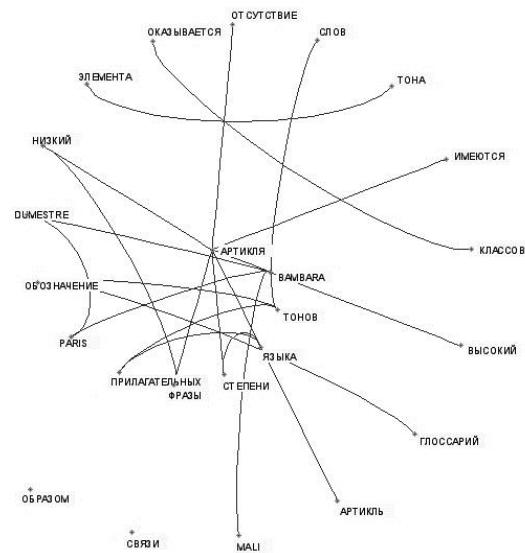 ОТСУТСТВИЕ
ОКАЗЫВАЕТСЯ
СЛОВ
ЭЛЕМЕНТА
ТОНА
НИЗКИЙ
ИМЕЮТСЯ
DUMESTRE
АРТИКЛЯ
КЛАССОВ
BAMBARA
ОБОЗНАЧЕНИЕ
ТОНОВ
PARIS
ЯЗЫКА
ВЫСОКИЙ
ПРИЛАГАТЕЛЬНЫХ
СТЕПЕНИ
ФРАЗЫ
ГЛОССАРИЙ
ОБРАЗОМ
АРТИКЛЬ
СВЯЗИ
MALI